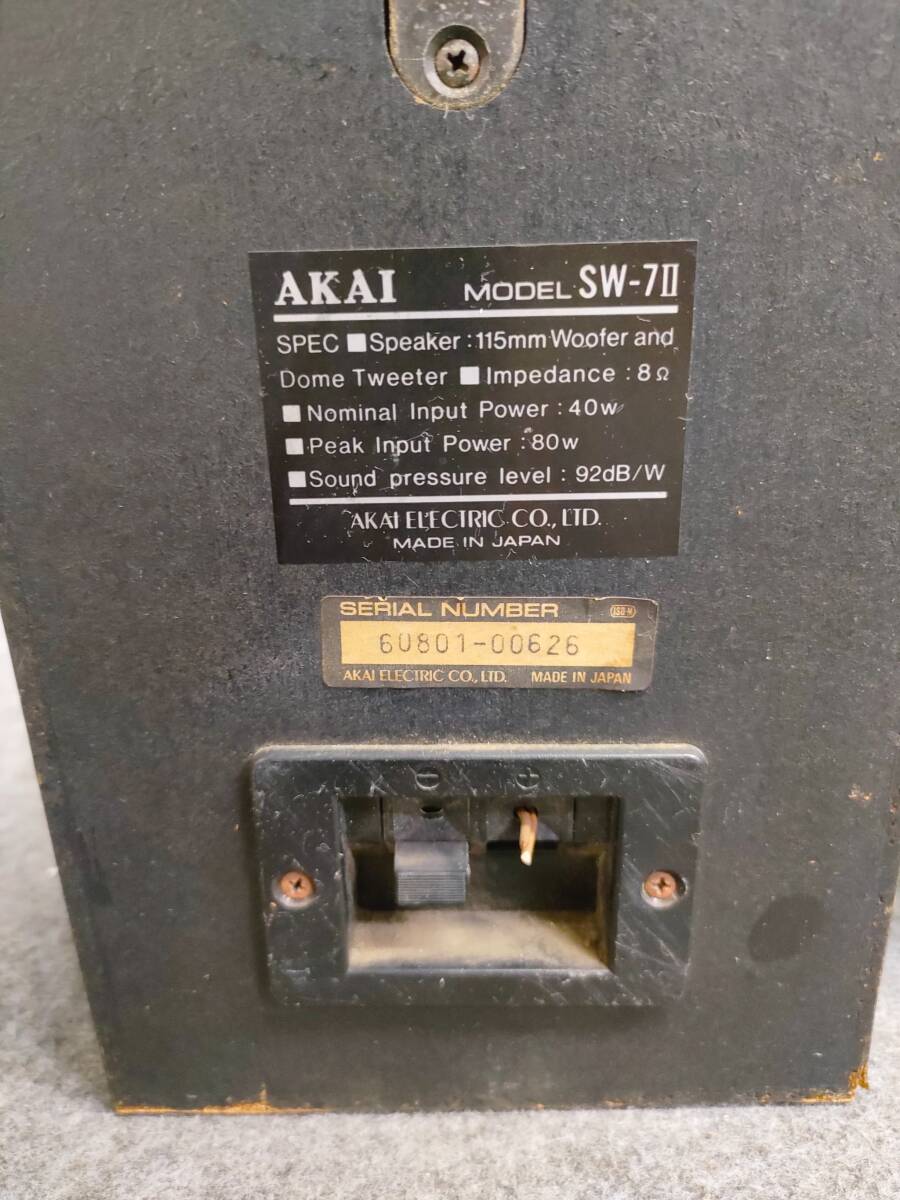 AKAI MODEL SW-7II
SPEC ■Speaker : 115mm Woofer and
Dome Tweeter ■Impedance : 8Ω
■Nominal Input Power : 40w
■Peak Input Power : 80w
■Sound pressure level : 92dB/W
AKAI ELECTRIC CO., LTD.
MADE IN JAPAN
SERIAL NUMBER
60801-00626
AKAI ELECTRIC CO., LTD. MADE IN JAPAN
⊖ ⊕